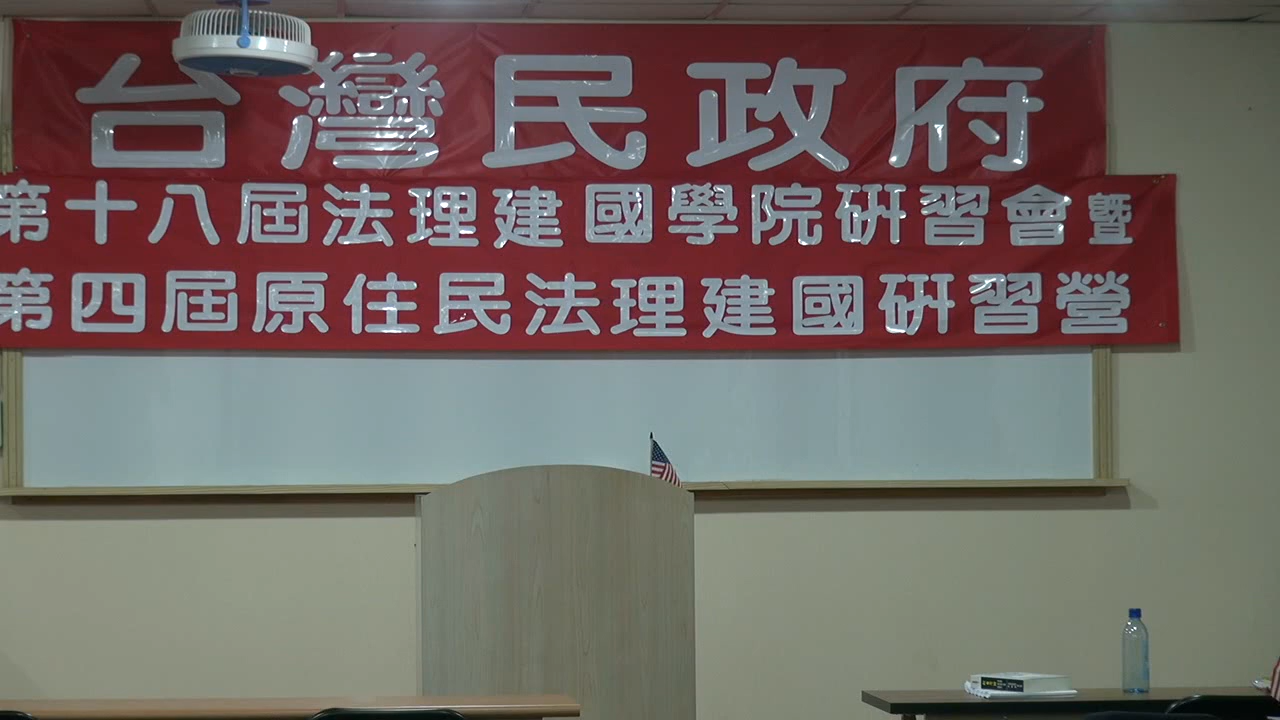 台灣民政府
第十八屆法理建國學院研習會暨
第四屆原住民法理建國研習營